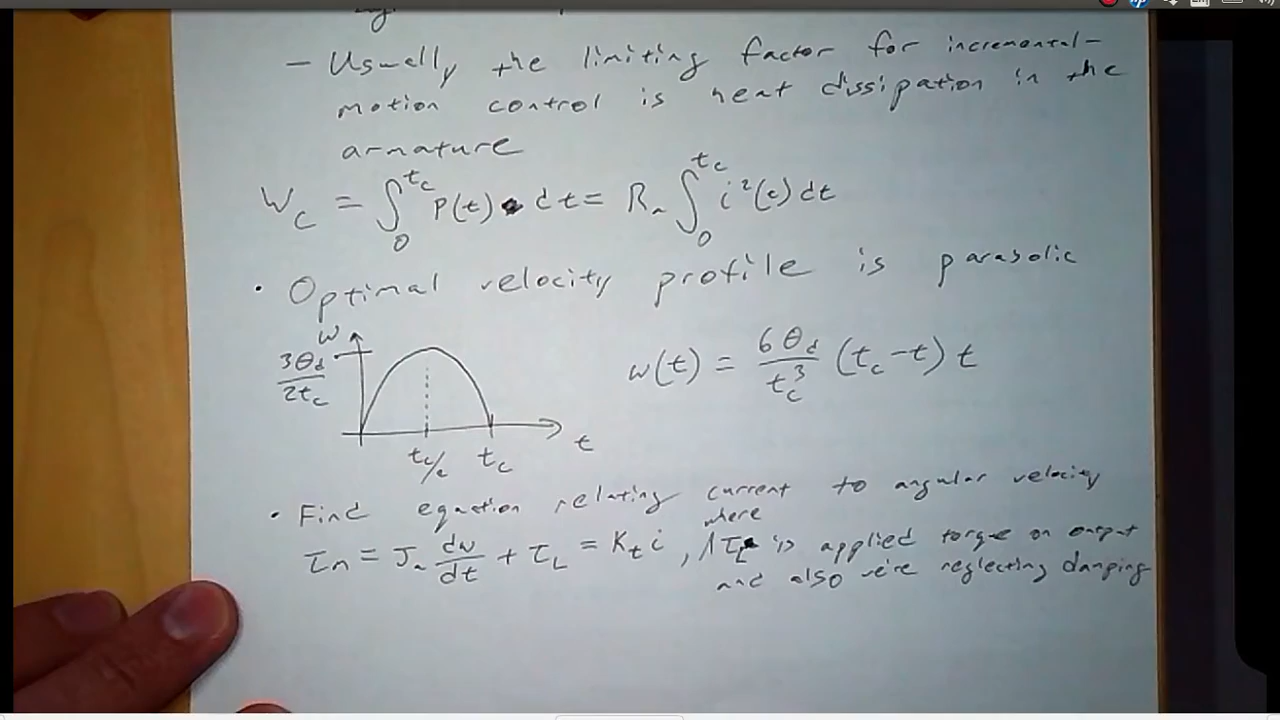 - Usually the limiting factor for incremental-
motion control is heat dissipation in the
armature
W_c = ∫_0^{t_c} P(t) dt = R_a ∫_0^{t_c} i²(t) dt
· Optimal velocity profile is parabolic
ω
3θ_d
2t_c
t_c/2 t_c t
ω(t) = 6θ_d/t_c³ (t_c - t) t
· Find equation relating current to angular velocity
where
τ_m = J_m dω/dt + τ_L = K_t i, τ_L is applied torque on output
and also we're neglecting damping